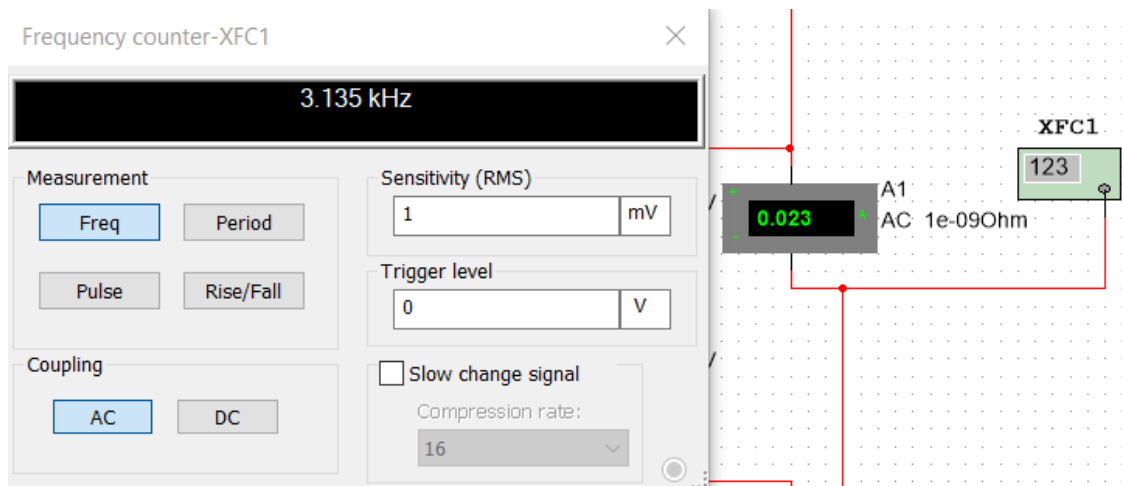 Frequency counter-XFC1
3.135 kHz
Measurement
Freq
Period
Pulse
Rise/Fall
Coupling
AC
DC
Sensitivity (RMS)
1
mV
Trigger level
0
V
Slow change signal
Compression rate:
16
XFC1
123
A1
0.023
A
AC 1e-09Ohm